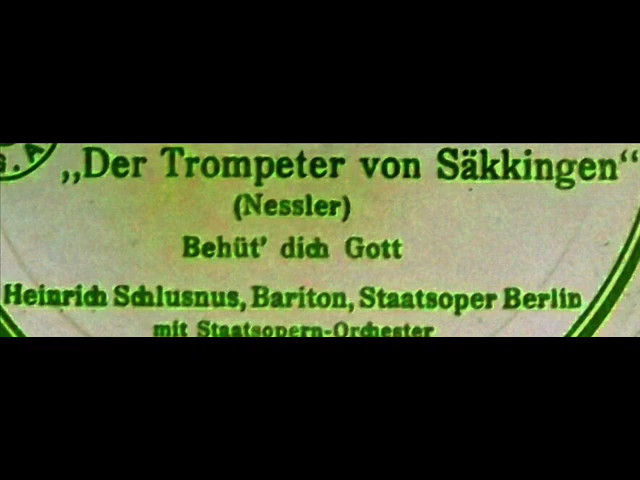 G.A
„Der Trompeter von Säkkingen“
(Nessler)
Behüt' dich Gott
Heinrich Schlusnus, Bariton, Staatsoper Berlin
mit Staatsopern-Orchester